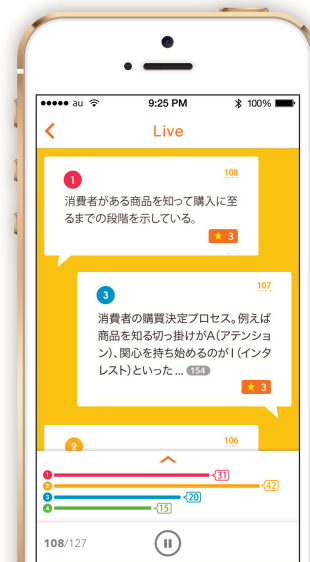 au 9:25 PM 100%
Live
1 108
消費者がある商品を知って購入に至
るまでの段階を示している。
★ 3
3 107
消費者の購買決定プロセス。例えば
商品を知る切っ掛けがA(アテンショ
ン)、関心を持ち始めるのがI(インタ
レスト)といった... 154
★ 3
2 106
1 31
2 42
3 20
4 15
108/127